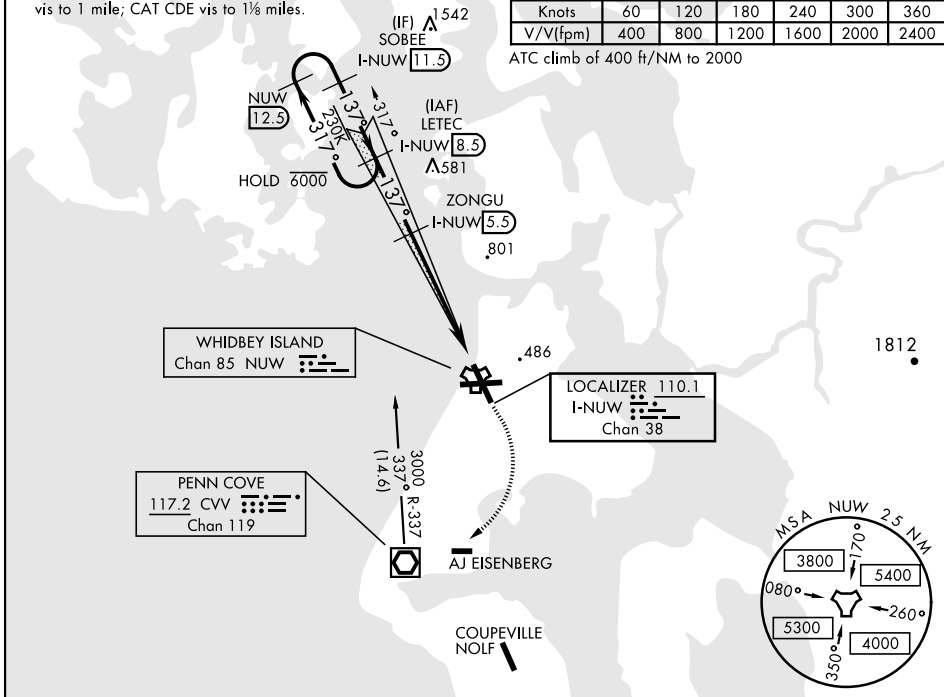 vis to 1 mile; CAT CDE vis to 1⅛ miles.
Knots 60 120 180 240 300 360
V/V(fpm) 400 800 1200 1600 2000 2400
ATC climb of 400 ft/NM to 2000
1542
(IF)
SOBEE
I-NUW 11.5
NUW
12.5
137°
317°
230K
317°
(IAF)
LETEC
I-NUW 8.5
581
HOLD 6000
137°
ZONGU
I-NUW 5.5
801
WHIDBEY ISLAND
Chan 85 NUW
486
1812
LOCALIZER 110.1
I-NUW
Chan 38
3000
337° R-337
(14.6)
PENN COVE
117.2 CVV
Chan 119
AJ EISENBERG
COUPEVILLE
NOLF
MSA NUW 25 NM
3800
170°
5400
080°
260°
5300
350°
4000